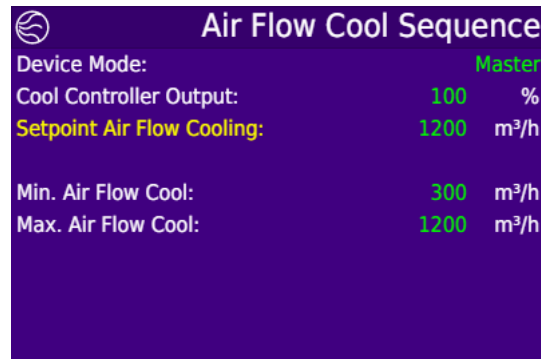 Air Flow Cool Sequence
Device Mode: Master
Cool Controller Output: 100 %
Setpoint Air Flow Cooling: 1200 m³/h
Min. Air Flow Cool: 300 m³/h
Max. Air Flow Cool: 1200 m³/h